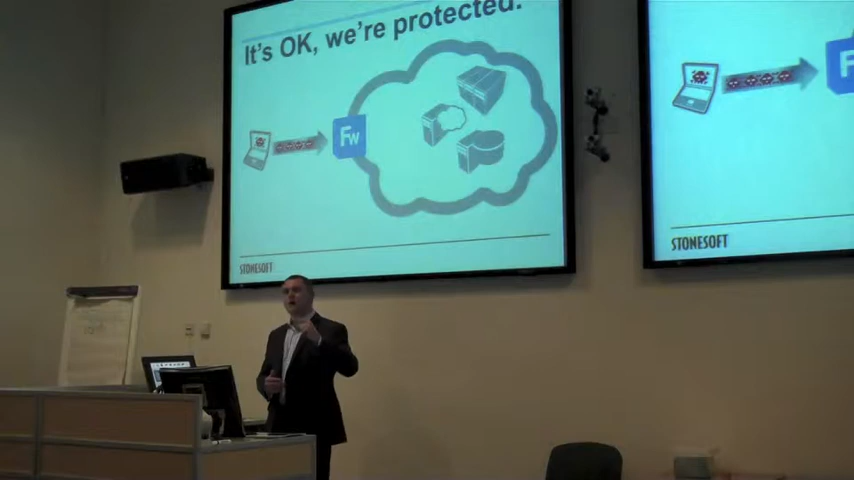 It's OK, we're protected.
Fw
STONESOFT
F
STONESOFT